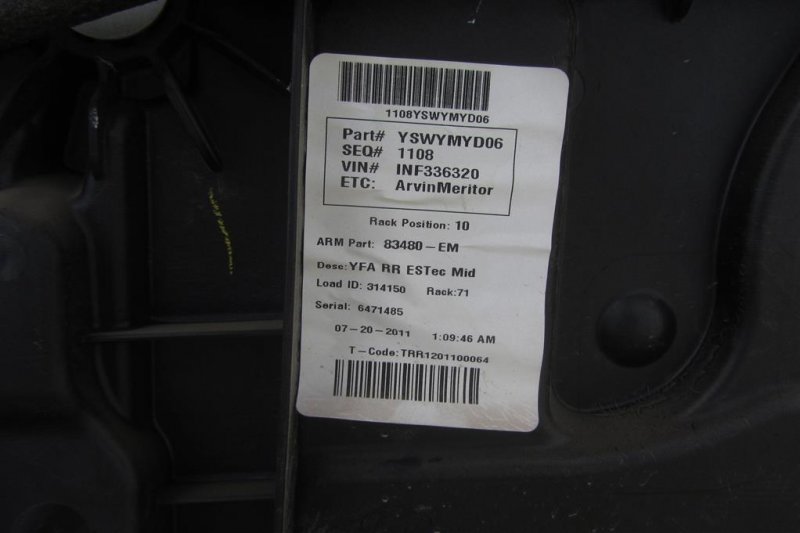 1108YSWYMYD06
Part# YSWYMYD06
SEQ# 1108
VIN# INF336320
ETC: ArvinMeritor
Rack Position: 10
ARM Part: 83480-EM
Desc: YFA RR ESTec Mid
Load ID: 314150 Rack: 71
Serial: 6471485
07-20-2011 1:09:46 AM
T-Code: TRR1201100064